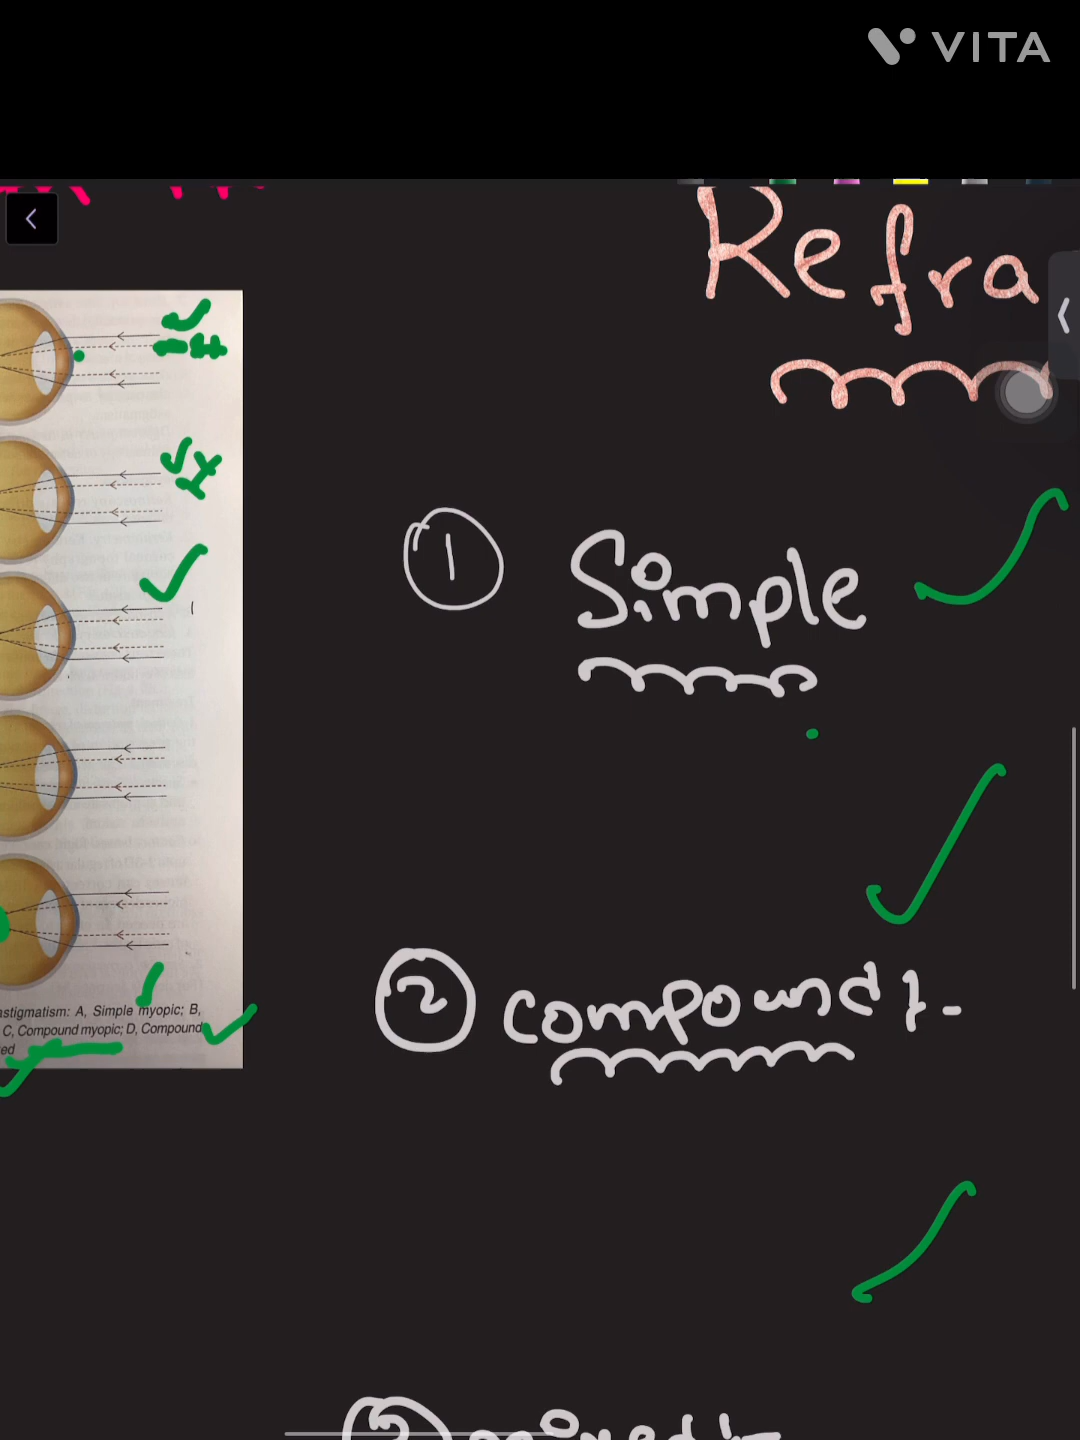 VITA
Refra
1 Simple
astigmatism: A, Simple myopic; B,
C, Compound myopic; D, Compound
ed
2 compound